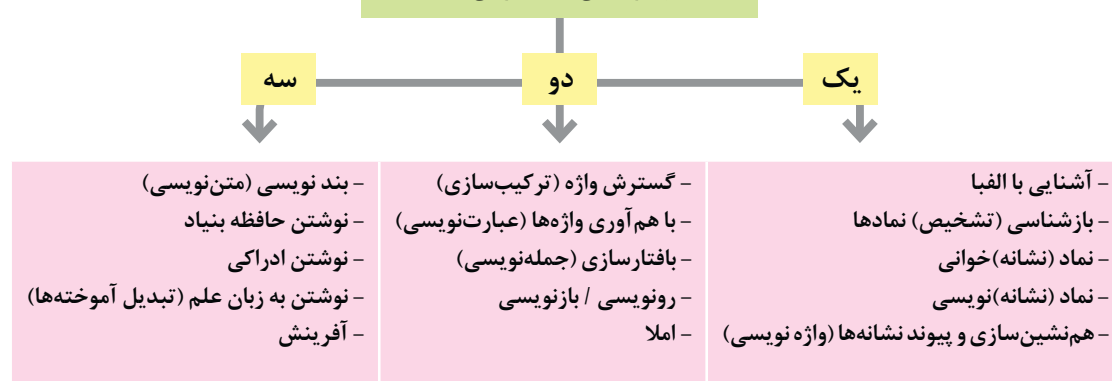 یک
دو
سه
- آشنایی با الفبا
- بازشناسی (تشخیص) نمادها
- نماد (نشانه)خوانی
- نماد (نشانه)نویسی
- هم‌نشین‌سازی و پیوند نشانه‌ها (واژه نویسی)
- گسترش واژه (ترکیب‌سازی)
- با هم‌آوری واژه‌ها (عبارت‌نویسی)
- بافتارسازی (جمله‌نویسی)
- رونویسی / بازنویسی
- املا
- بند نویسی (متن‌نویسی)
- نوشتن حافظه بنیاد
- نوشتن ادراکی
- نوشتن به زبان علم (تبدیل آموخته‌ها)
- آفرینش